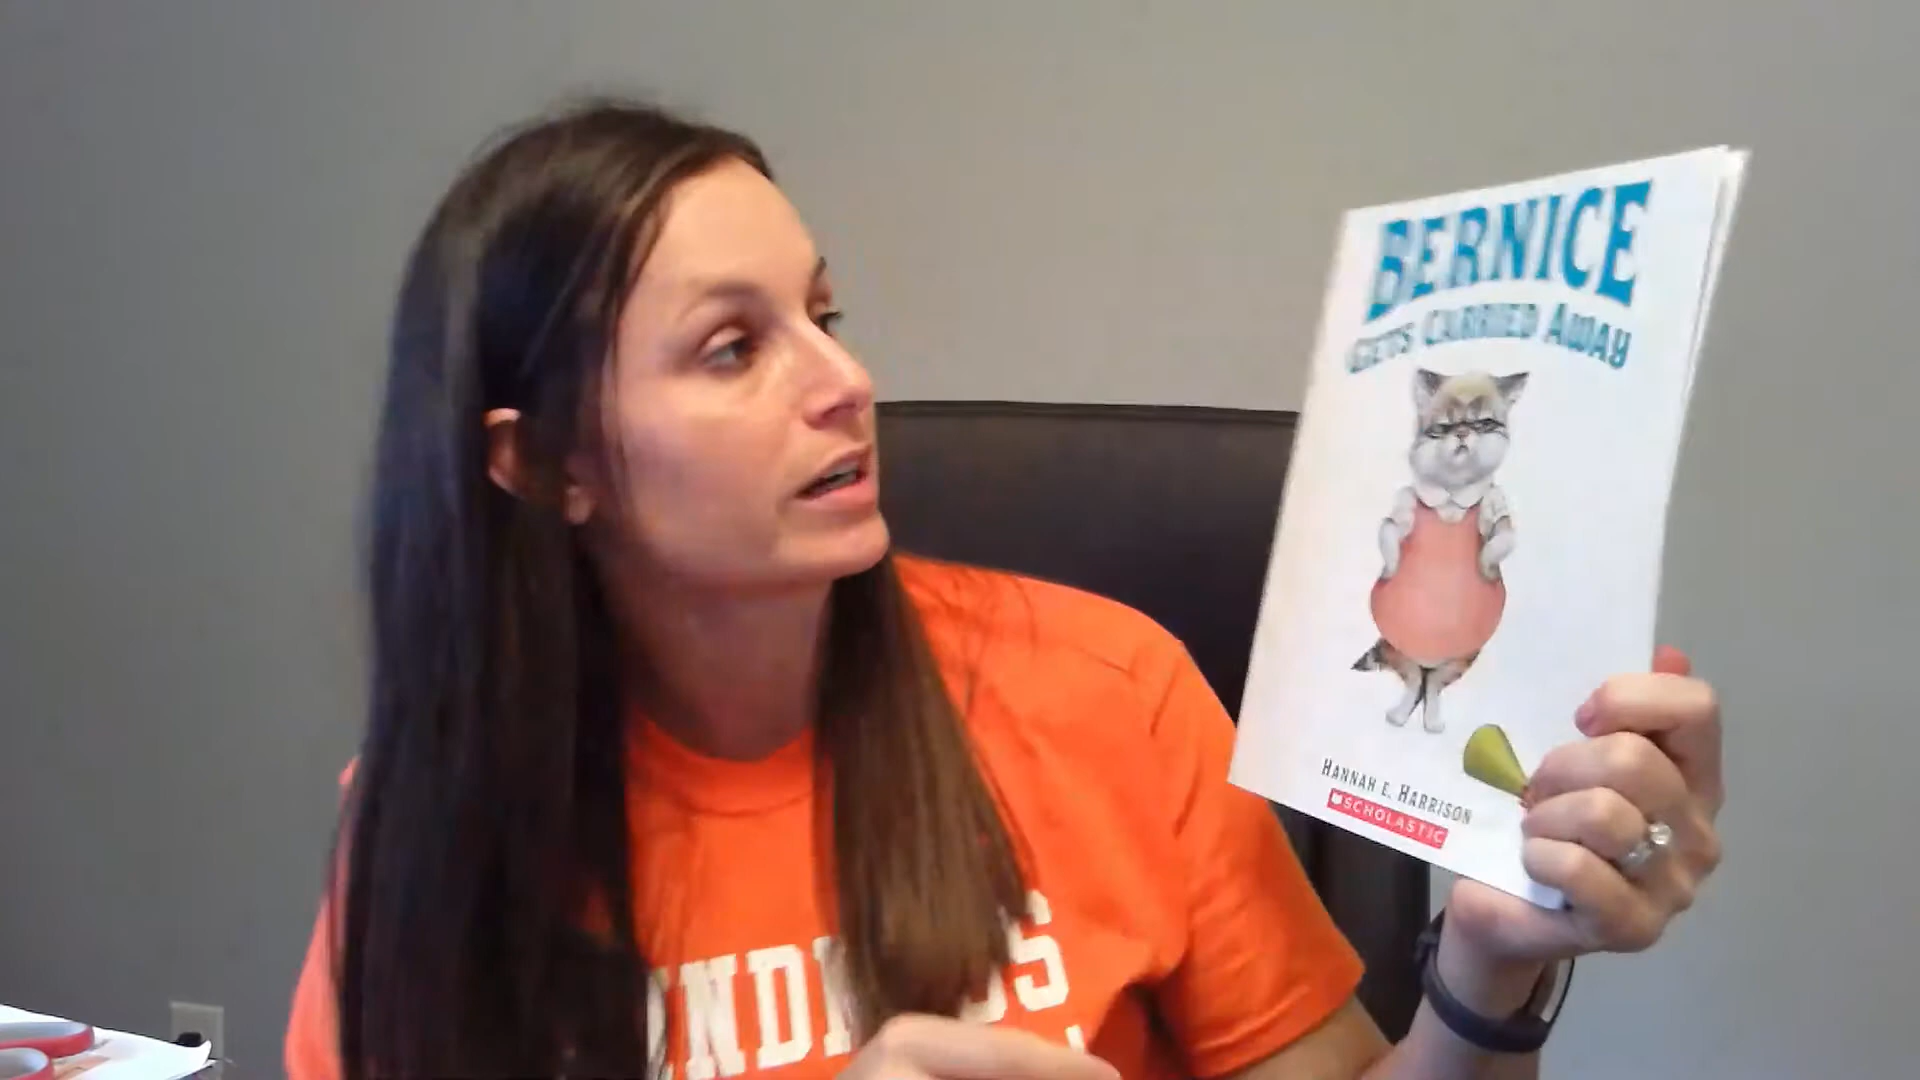 BERNICE
GETS CARRIED AWAY
HANNAH E. HARRISON
SCHOLASTIC